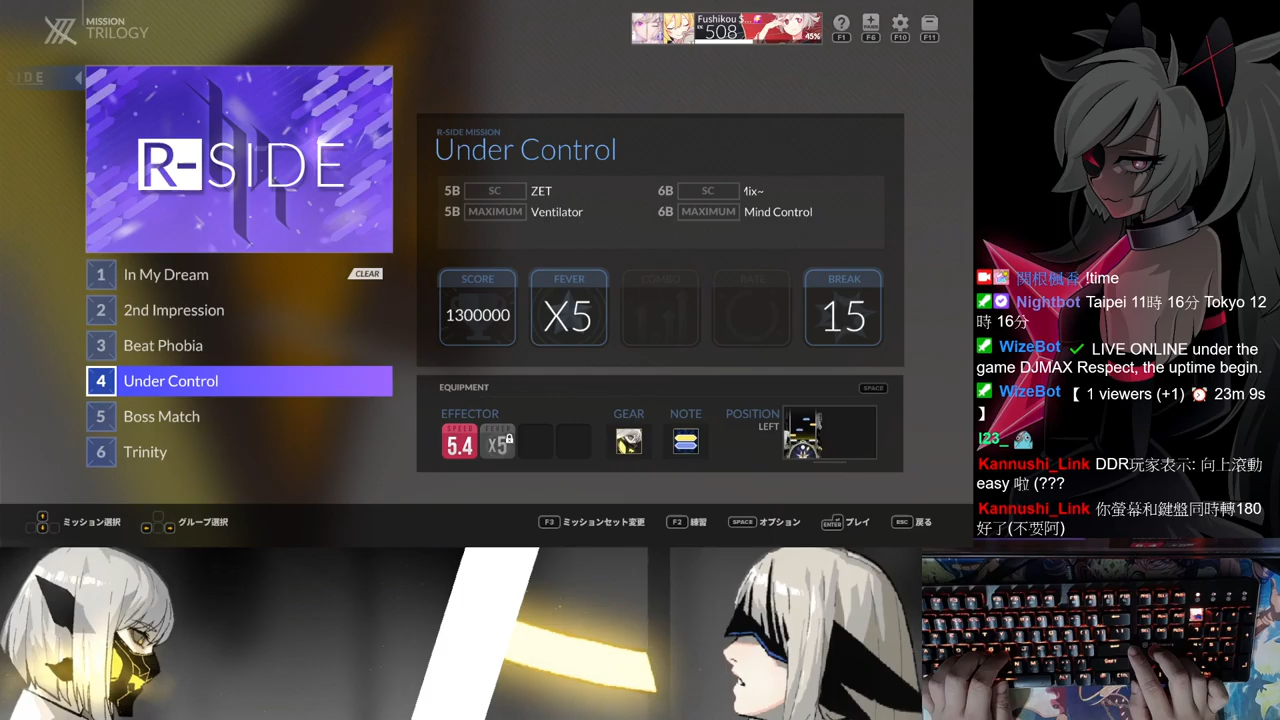 MISSION
TRILOGY
Fushikou $...
508
45%
F1
F6
F10
F11
SIDE
R-SIDE
1 In My Dream CLEAR
2 2nd Impression
3 Beat Phobia
4 Under Control
5 Boss Match
6 Trinity
R-SIDE MISSION
Under Control
5B SC ZET
6B SC
5B MAXIMUM Ventilator
6B MAXIMUM Mind Control
SCORE
1300000
FEVER
X5
COMBO
RATE
BREAK
15
EQUIPMENT
SPACE
EFFECTOR
SPEED
5.4
FEVER
X5
GEAR
NOTE
POSITION
LEFT
ミッション選択
グループ選択
F3 ミッションセット変更
F2 練習
SPACE オプション
ENTER プレイ
ESC 戻る
関根楓香 !time
Nightbot Taipei 11時 16分 Tokyo 12
時 16分
WizeBot LIVE ONLINE under the
game DJMAX Respect, the uptime begin.
WizeBot 【 1 viewers (+1) ⏰ 23m 9s
】
l23_
Kannushi_Link DDR玩家表示: 向上滾動
easy 啦 (???
Kannushi_Link 你螢幕和鍵盤同時轉180
好了(不要阿)